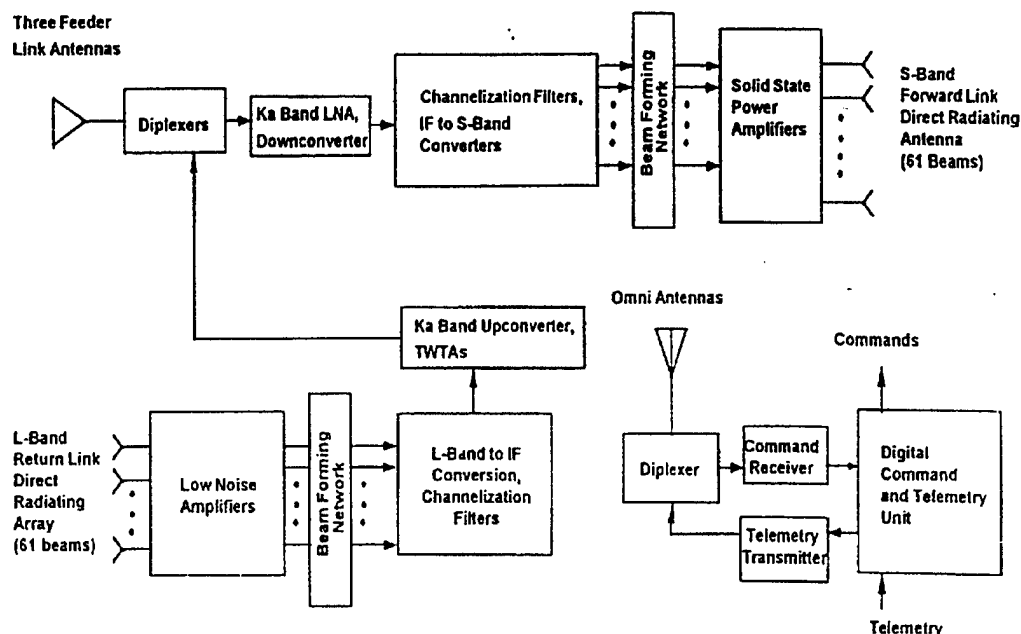 Three Feeder
Link Antennas
Diplexers
Ka Band LNA,
Downconverter
Channelization Filters,
IF to S-Band
Converters
Beam Forming
Network
Solid State
Power
Amplifiers
S-Band
Forward Link
Direct Radiating
Antenna
(61 Beams)
Ka Band Upconverter,
TWTAs
L-Band
Return Link
Direct
Radiating
Array
(61 beams)
Low Noise
Amplifiers
Beam Forming
Network
L-Band to IF
Conversion,
Channelization
Filters
Omni Antennas
Diplexer
Command
Receiver
Telemetry
Transmitter
Commands
Digital
Command
and Telemetry
Unit
Telemetry